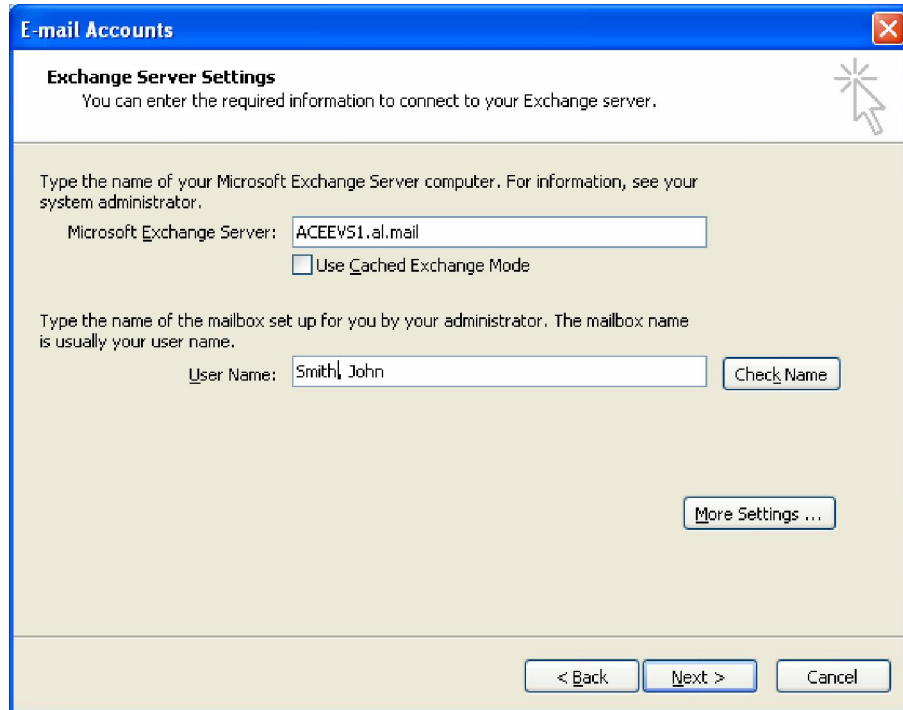 E-mail Accounts
Exchange Server Settings
You can enter the required information to connect to your Exchange server.
Type the name of your Microsoft Exchange Server computer. For information, see your
system administrator.
Microsoft Exchange Server: ACEEVS1.al.mail
Use Cached Exchange Mode
Type the name of the mailbox set up for you by your administrator. The mailbox name
is usually your user name.
User Name: Smith, John Check Name
More Settings ...
< Back Next > Cancel